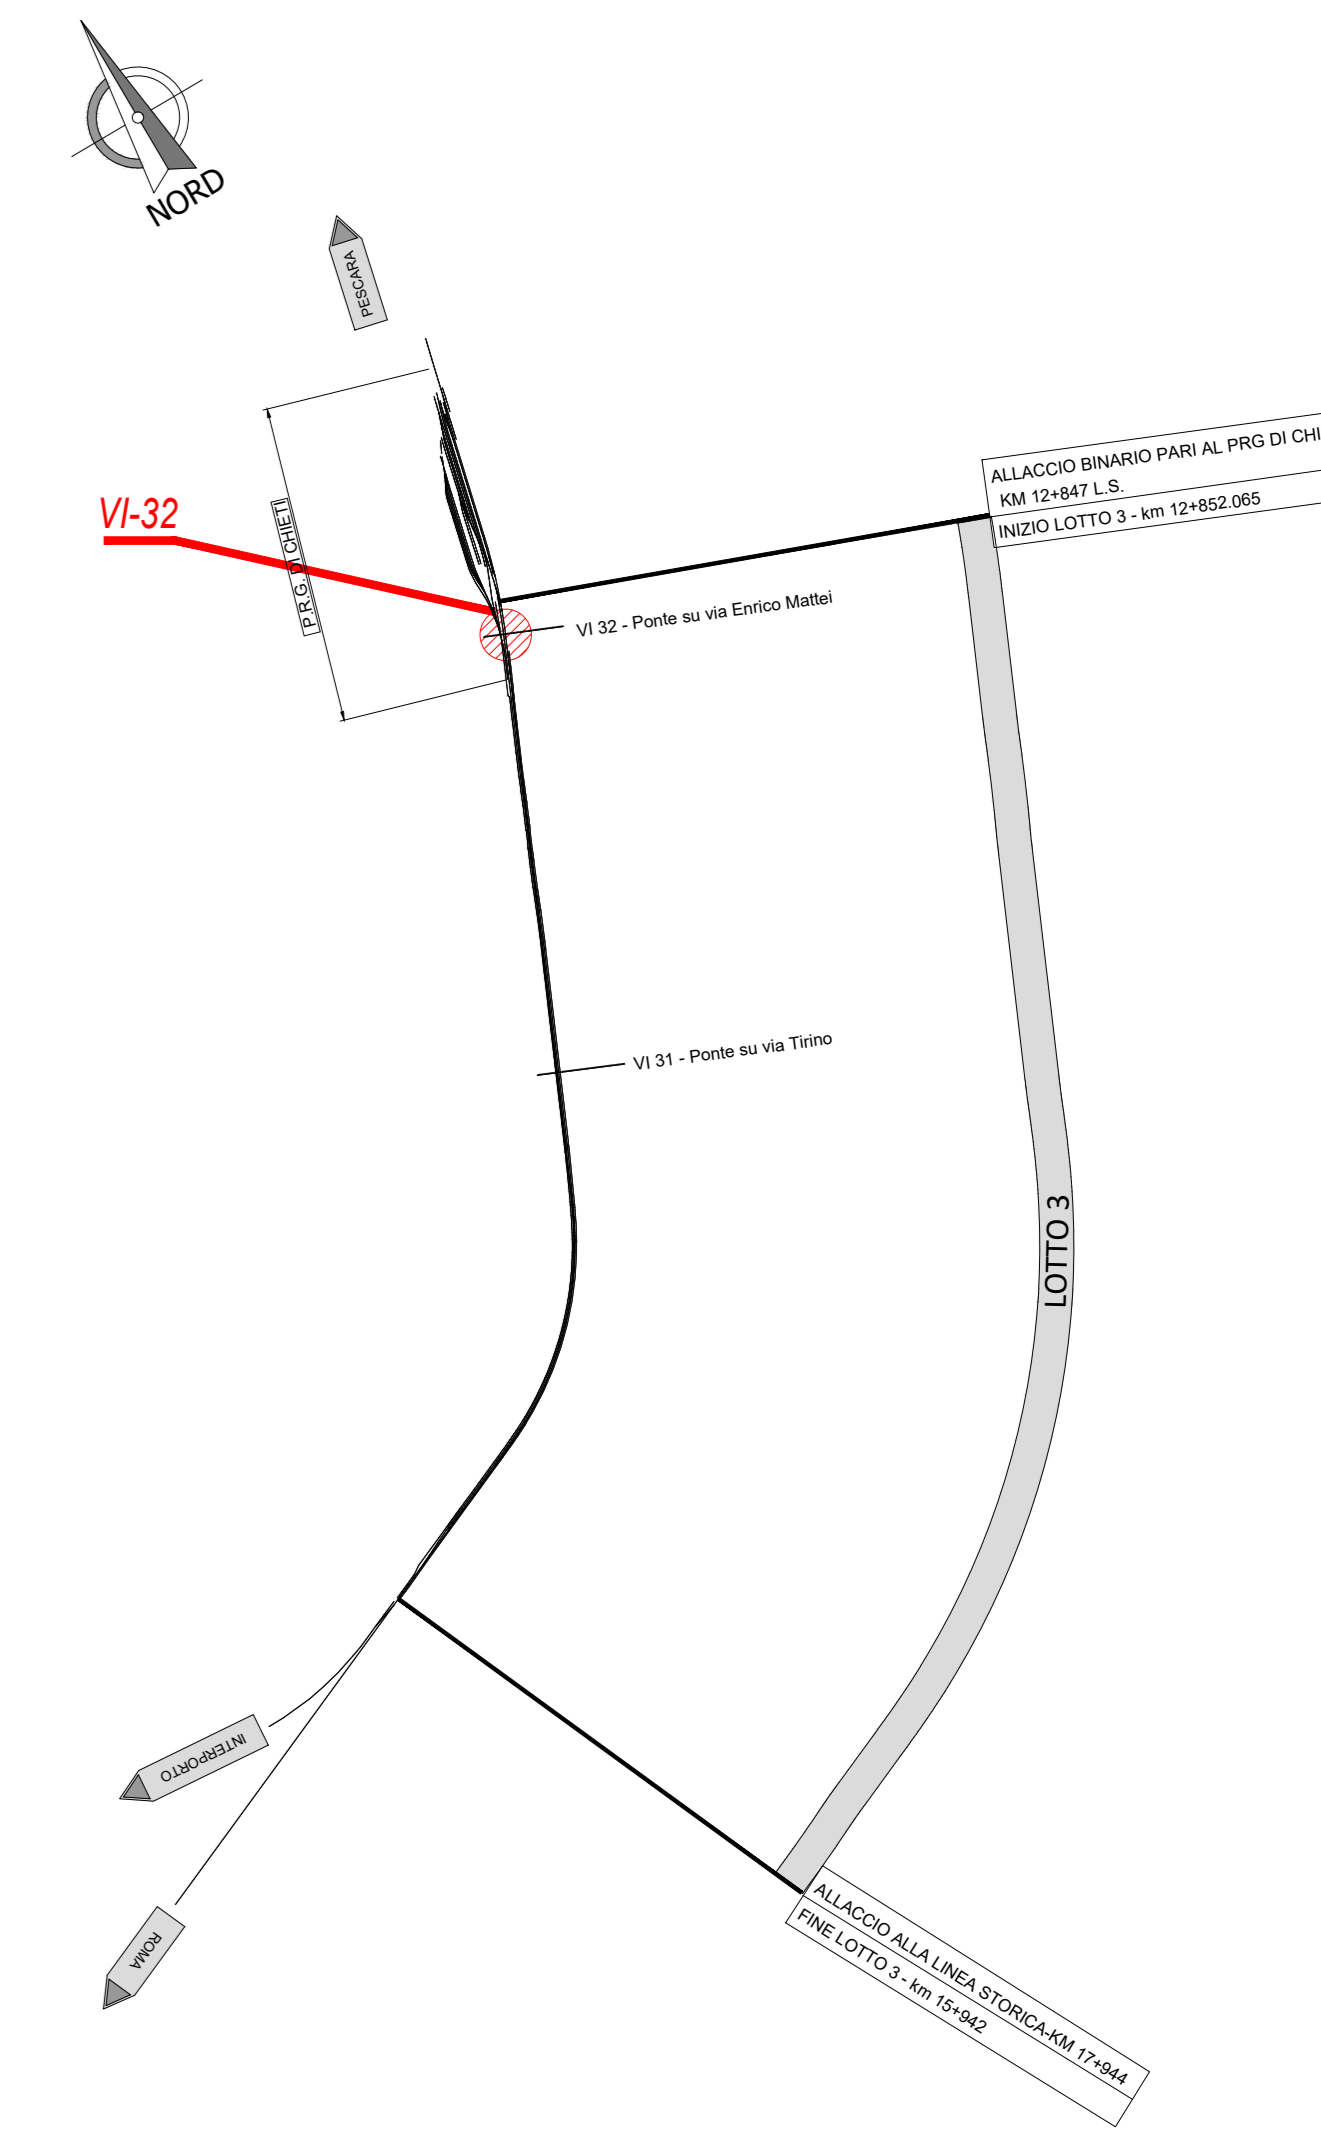 NORD
PESCARA
ALLACCIO BINARIO PARI AL PRG DI CHI
KM 12+847 L.S.
INIZIO LOTTO 3 - km 12+852.065
VI-32
P.R.G. DI CHIETI
VI 32 - Ponte su via Enrico Mattei
VI 31 - Ponte su via Tirino
LOTTO 3
INTERPORTO
ROMA
ALLACCIO ALLA LINEA STORICA-KM 17+944
FINE LOTTO 3 - km 15+942